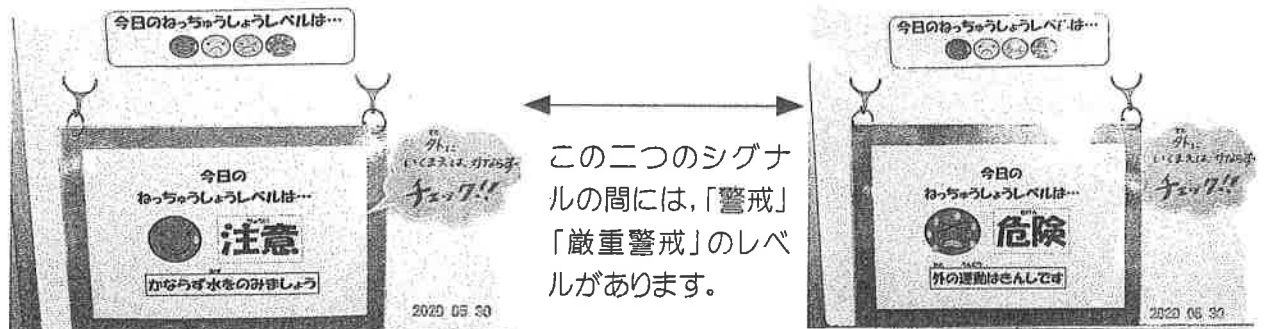 今日のねっちゅうしょうレベルは…
今日の
ねっちゅうしょうレベルは…
注意
かならず水をのみましょう
外に
いくまえは、かならず
チェック!!
2020 06 30
この二つのシグナ
ルの間には,「警戒」
「厳重警戒」のレベ
ルがあります。
今日のねっちゅうしょうレベルは…
今日の
ねっちゅうしょうレベルは…
危険
外の運動はきんしです
外に
いくまえは、かならず
チェック!!
2020 06 30